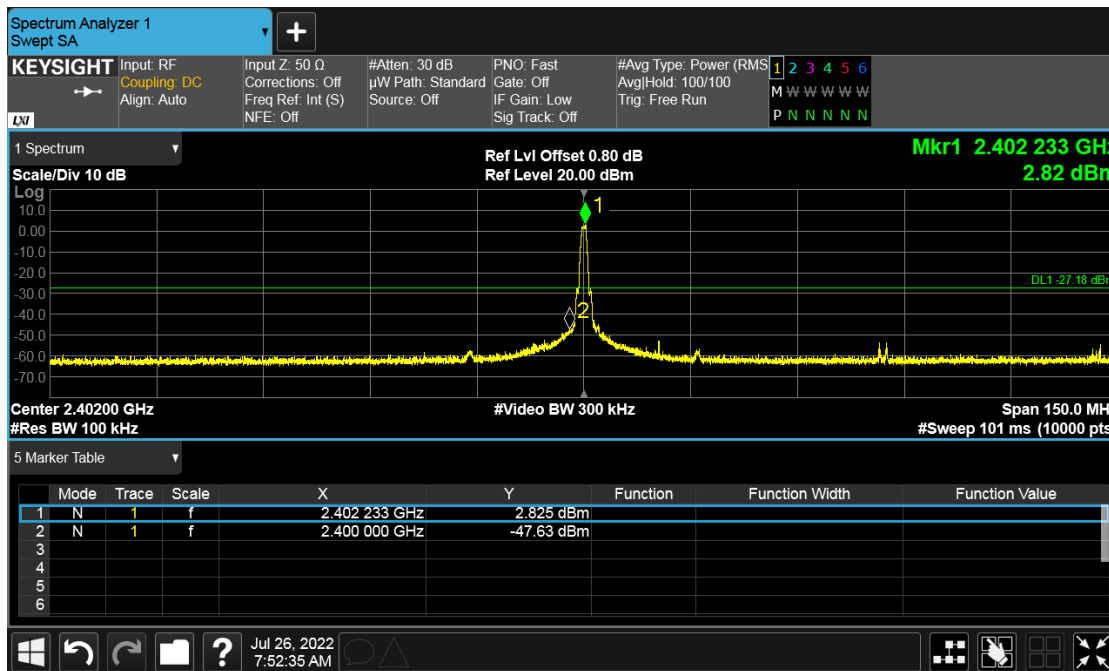 Spectrum Analyzer 1
Swept SA
KEYSIGHT
LXI
Input: RF
Coupling: DC
Align: Auto
Input Z: 50 Ω
Corrections: Off
Freq Ref: Int (S)
NFE: Off
#Atten: 30 dB
µW Path: Standard
Source: Off
PNO: Fast
Gate: Off
IF Gain: Low
Sig Track: Off
#Avg Type: Power (RMS
Avg|Hold: 100/100
Trig: Free Run
1 2 3 4 5 6
M W W W W W
P N N N N N
1 Spectrum
Scale/Div 10 dB
Ref Lvl Offset 0.80 dB
Ref Level 20.00 dBm
Mkr1 2.402 233 GHz
2.82 dBm
Log
10.0
0.00
-10.0
-20.0
-30.0
-40.0
-50.0
-60.0
-70.0
1
2
DL1 -27.18 dBm
Center 2.40200 GHz
#Res BW 100 kHz
#Video BW 300 kHz
Span 150.0 MH
#Sweep 101 ms (10000 pts
5 Marker Table
Mode Trace Scale X Y Function Function Width Function Value
1 N 1 f 2.402 233 GHz 2.825 dBm
2 N 1 f 2.400 000 GHz -47.63 dBm
3
4
5
6
?
Jul 26, 2022
7:52:35 AM